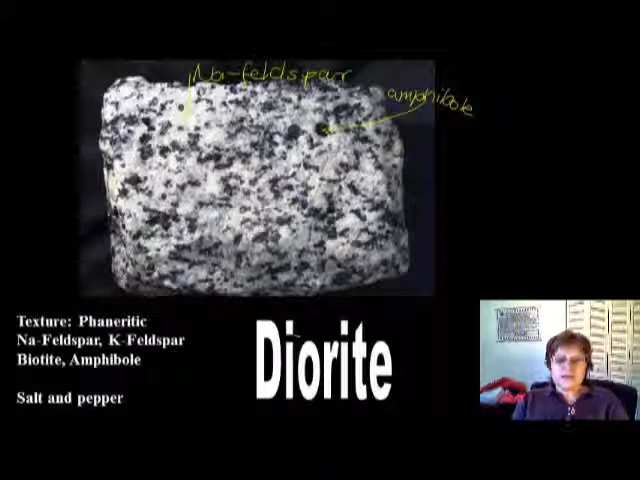 Na-feldspar
amphibole
Texture: Phaneritic
Na-Feldspar, K-Feldspar
Biotite, Amphibole
Salt and pepper
Diorite